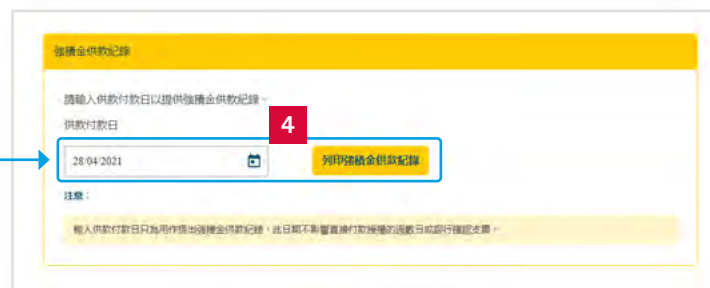 強積金供款紀錄
請輸入供款付款日以提供強積金供款紀錄。
供款付款日
4
28/04/2021
列印強積金供款紀錄
注意：
輸入供款付款日只為用作提出強積金供款紀錄，此日期不影響直接付款授權的過數日或銀行確認支票。